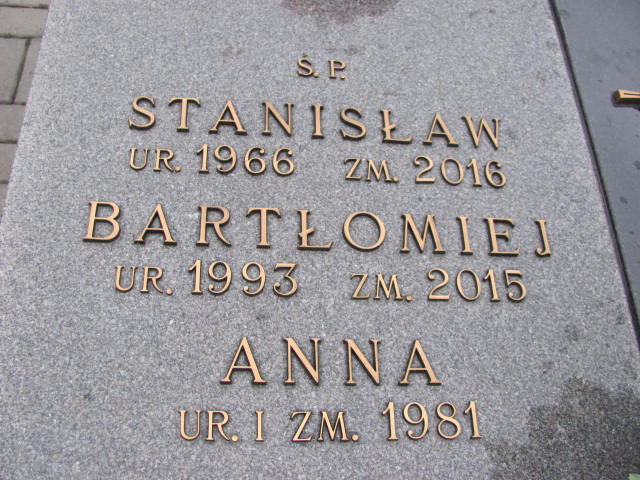 Ś.P.
STANISŁAW
UR. 1966 ZM. 2016
BARTŁOMIEJ
UR. 1993 ZM. 2015
ANNA
UR. I ZM. 1981